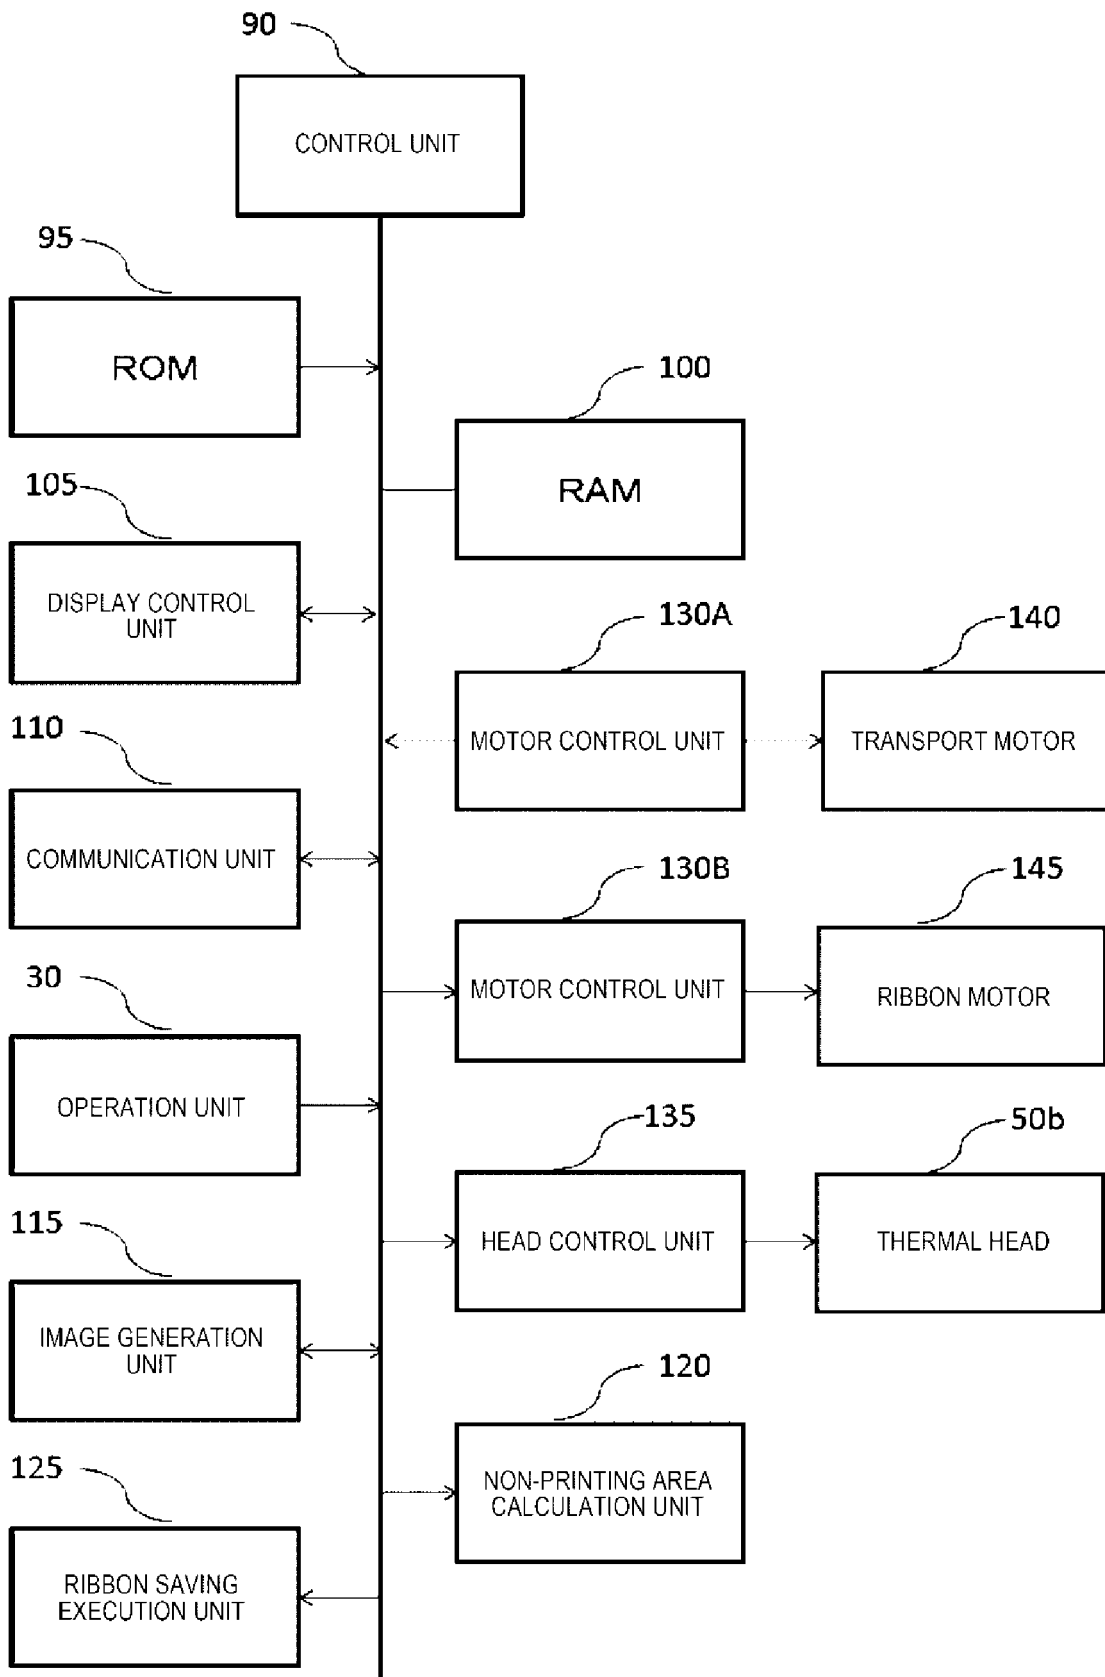 90
CONTROL UNIT
95
ROM
100
RAM
105
DISPLAY CONTROL
UNIT
130A
MOTOR CONTROL UNIT
140
TRANSPORT MOTOR
110
COMMUNICATION UNIT
130B
MOTOR CONTROL UNIT
145
RIBBON MOTOR
30
OPERATION UNIT
135
HEAD CONTROL UNIT
50b
THERMAL HEAD
115
IMAGE GENERATION
UNIT
120
NON-PRINTING AREA
CALCULATION UNIT
125
RIBBON SAVING
EXECUTION UNIT